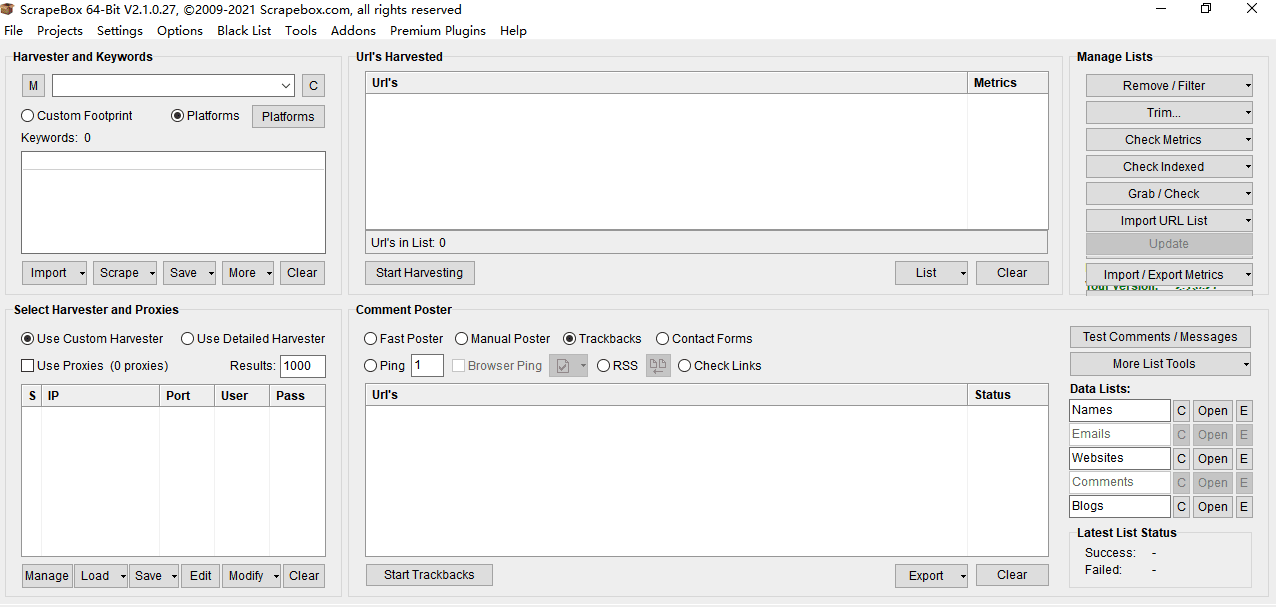 ScrapeBox 64-Bit V2.1.0.27, ©2009-2021 Scrapebox.com, all rights reserved
File Projects Settings Options Black List Tools Addons Premium Plugins Help
Harvester and Keywords
M C
Custom Footprint Platforms Platforms
Keywords: 0
Import Scrape Save More Clear
Url's Harvested
Url's Metrics
Url's in List: 0
Start Harvesting List Clear
Manage Lists
Remove / Filter
Trim...
Check Metrics
Check Indexed
Grab / Check
Import URL List
Update
Import / Export Metrics
Your version:
Select Harvester and Proxies
Use Custom Harvester Use Detailed Harvester
Use Proxies (0 proxies) Results: 1000
S IP Port User Pass
Manage Load Save Edit Modify Clear
Comment Poster
Fast Poster Manual Poster Trackbacks Contact Forms
Ping 1 Browser Ping RSS Check Links
Url's Status
Start Trackbacks Export Clear
Test Comments / Messages
More List Tools
Data Lists:
Names C Open E
Emails C Open E
Websites C Open E
Comments C Open E
Blogs C Open E
Latest List Status
Success: -
Failed: -